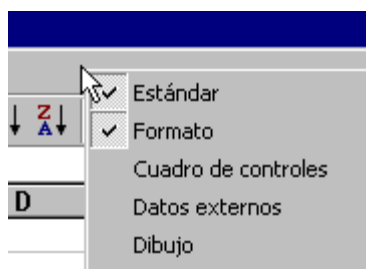 Estándar
Z
A
Formato
Cuadro de controles
D
Datos externos
Dibujo